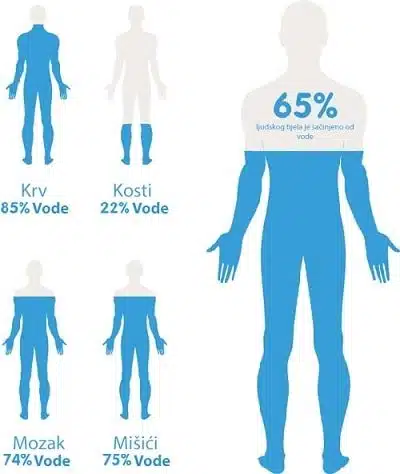 65%
ljudskog tijela je sačinjeno od
vode
Krv
85% Vode
Kosti
22% Vode
Mozak
74% Vode
Mišići
75% Vode